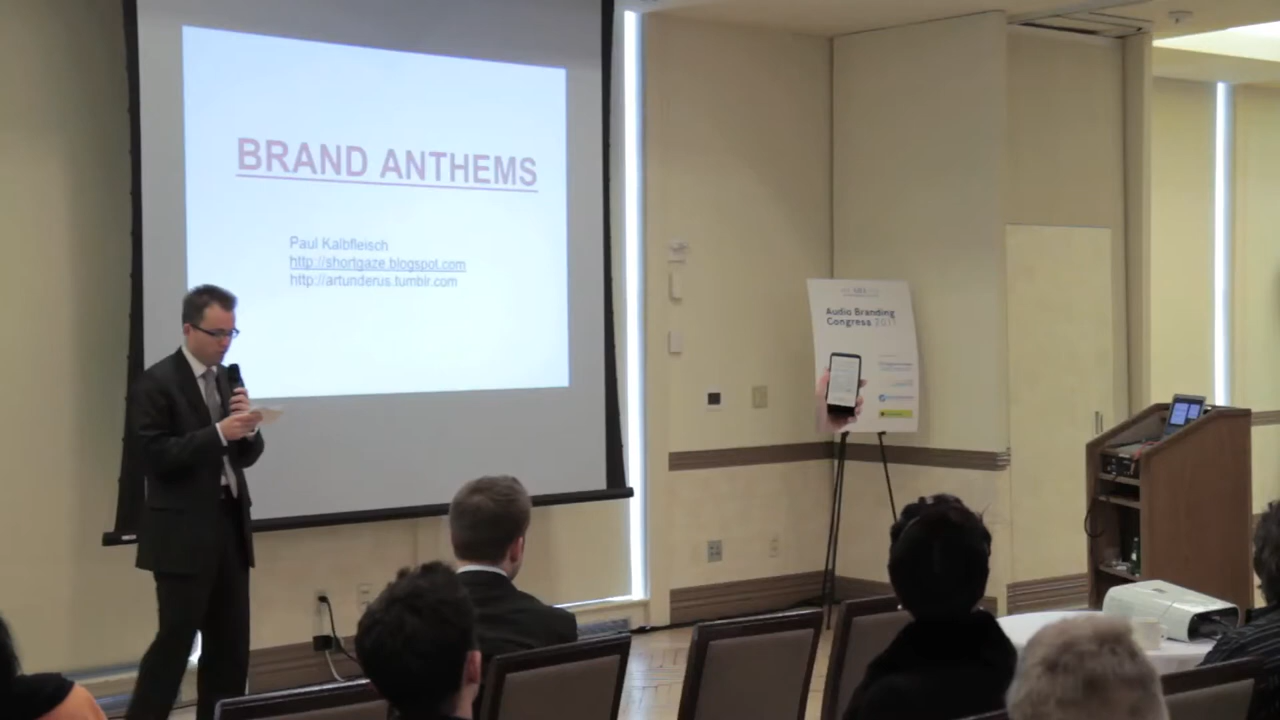 BRAND ANTHEMS
Paul Kalbfleisch
http://shortgaze.blogspot.com
http://artunderus.tumblr.com
Audio Branding
Congress 2011